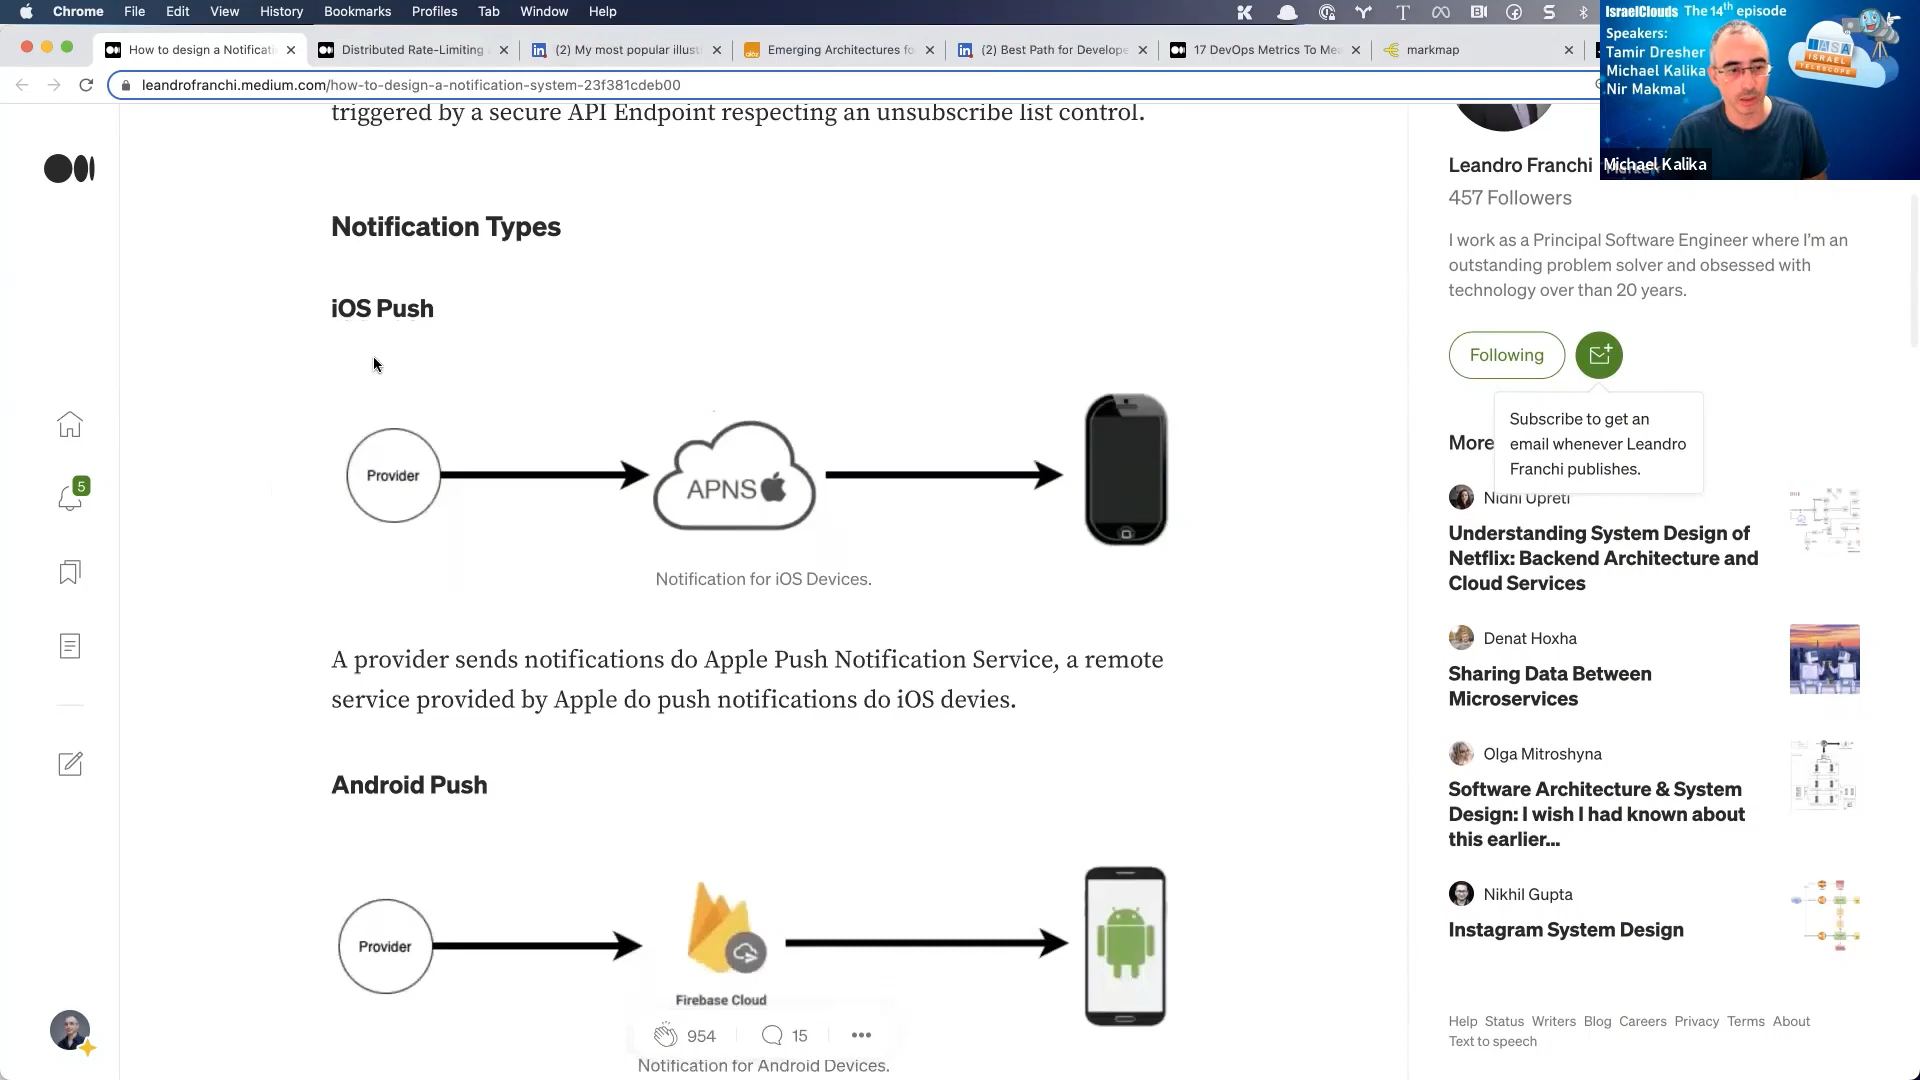 Chrome File Edit View History Bookmarks Profiles Tab Window Help
How to design a Notificati
Distributed Rate-Limiting
(2) My most popular illust
Emerging Architectures fo
(2) Best Path for Develope
17 DevOps Metrics To Me
markmap
leandrofranchi.medium.com/how-to-design-a-notification-system-23f381cdeb00
IsraelClouds The 14th episode
Speakers:
Tamir Dresher
Michael Kalika
Nir Makmal
IASA
ISRAEL
TELESCOPE
Michael Kalika
triggered by a secure API Endpoint respecting an unsubscribe list control.
Notification Types
iOS Push
Provider
APNS
Notification for iOS Devices.
A provider sends notifications do Apple Push Notification Service, a remote
service provided by Apple do push notifications do iOS devies.
Android Push
Provider
Firebase Cloud
954
15
Notification for Android Devices.
5
Leandro Franchi
457 Followers
I work as a Principal Software Engineer where I'm an
outstanding problem solver and obsessed with
technology over than 20 years.
Following
Subscribe to get an
email whenever Leandro
Franchi publishes.
More
Nidhi Upreti
Understanding System Design of
Netflix: Backend Architecture and
Cloud Services
Denat Hoxha
Sharing Data Between
Microservices
Olga Mitroshyna
Software Architecture & System
Design: I wish I had known about
this earlier...
Nikhil Gupta
Instagram System Design
Help Status Writers Blog Careers Privacy Terms About
Text to speech